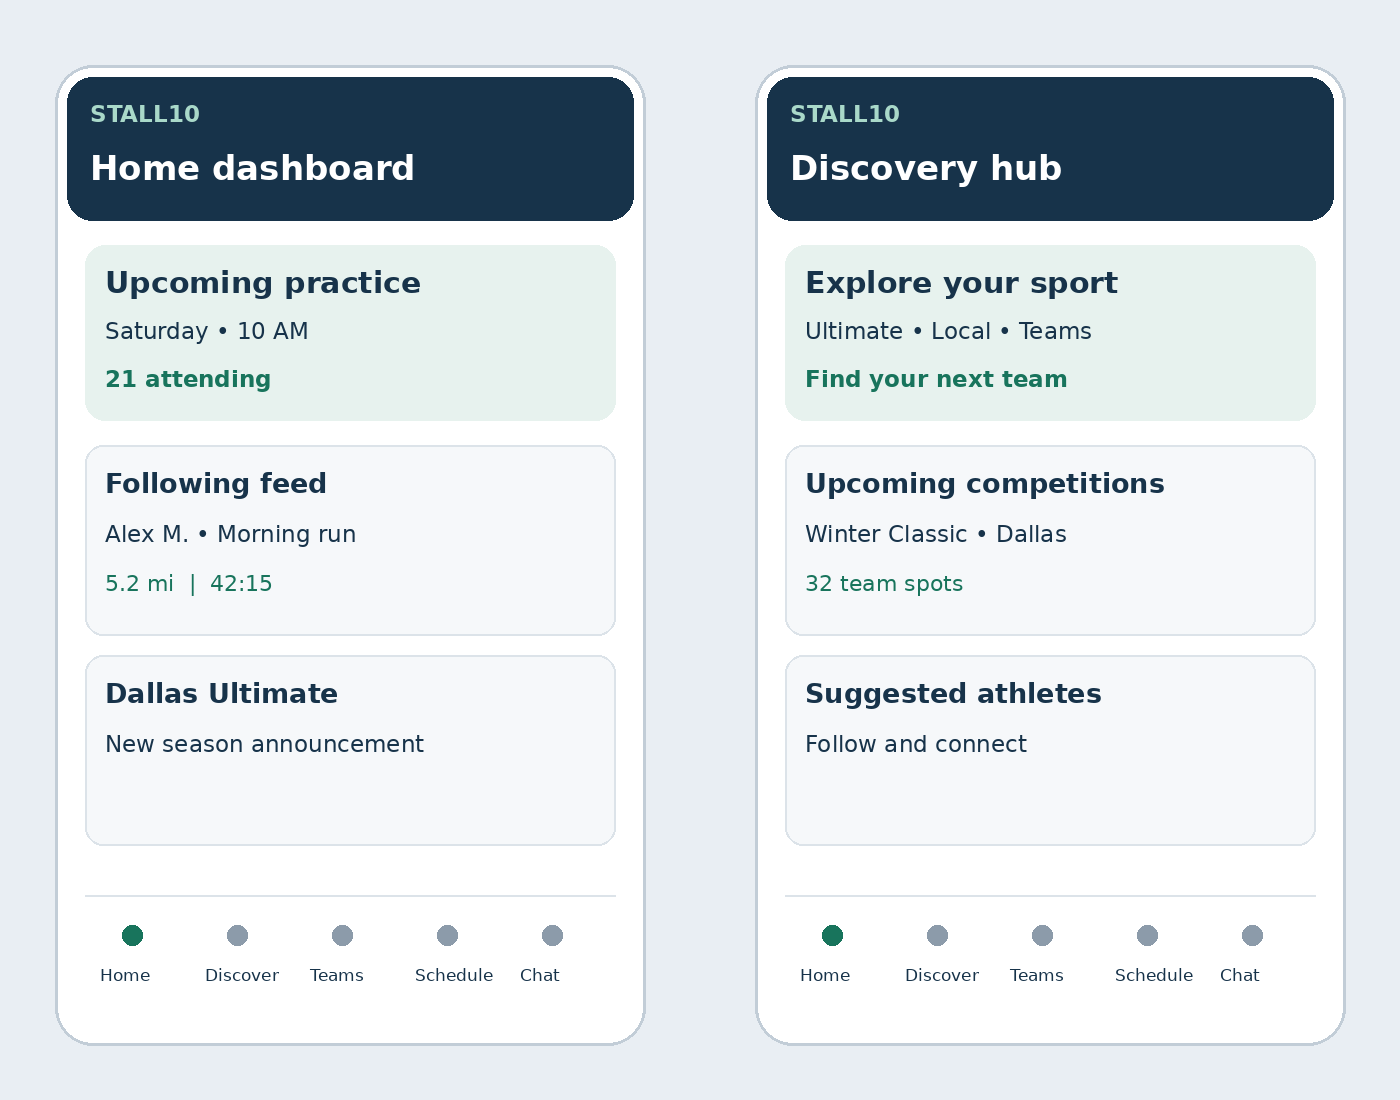 STALL10
Home dashboard
Upcoming practice
Saturday • 10 AM
21 attending
Following feed
Alex M. • Morning run
5.2 mi | 42:15
Dallas Ultimate
New season announcement
Home Discover Teams Schedule Chat
STALL10
Discovery hub
Explore your sport
Ultimate • Local • Teams
Find your next team
Upcoming competitions
Winter Classic • Dallas
32 team spots
Suggested athletes
Follow and connect
Home Discover Teams Schedule Chat